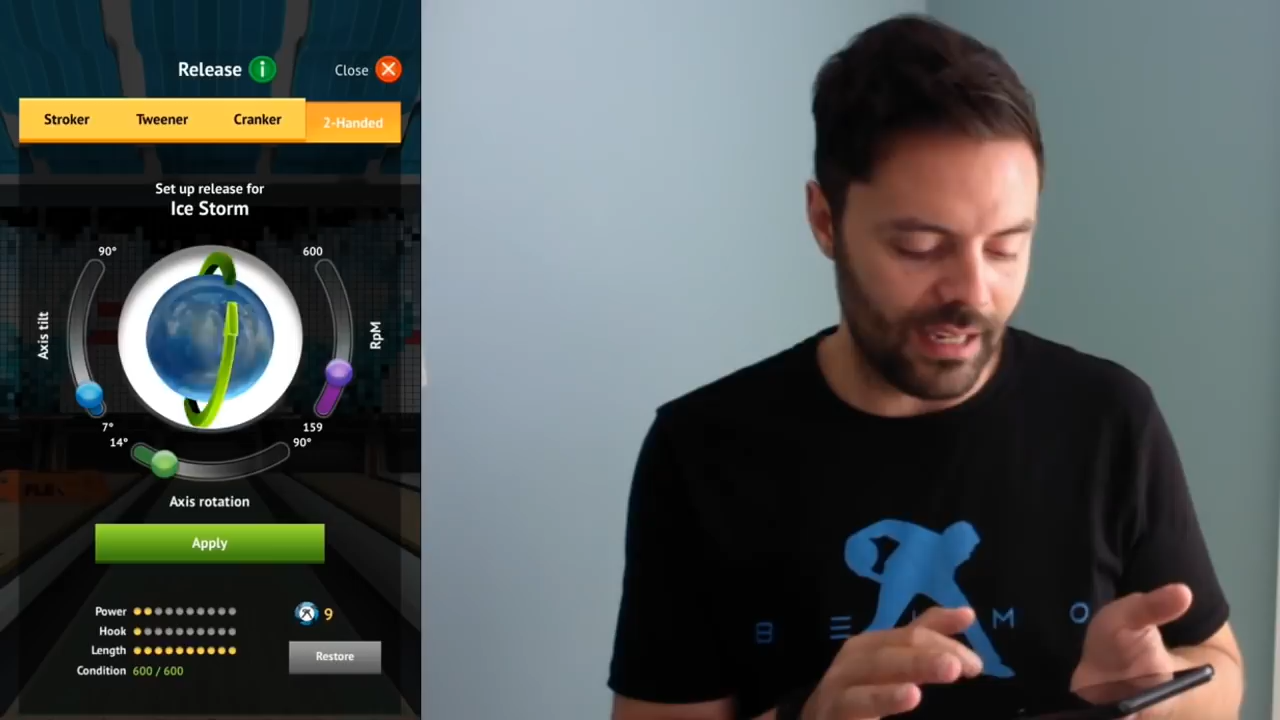 Release i
Close
Stroker Tweener Cranker 2-Handed
Set up release for
Ice Storm
90°
600
Axis tilt
RpM
7°
159
14°
90°
Axis rotation
Apply
Power
9
Hook
Length
Restore
Condition 600 / 600
B E L M O